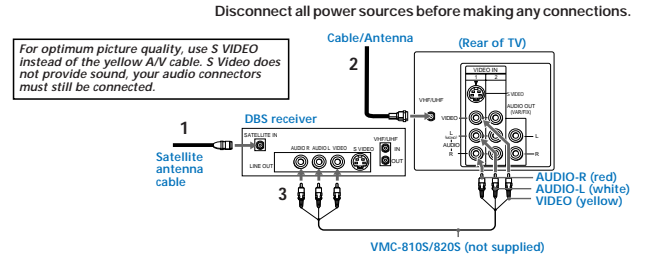 Disconnect all power sources before making any connections.
For optimum picture quality, use S VIDEO
instead of the yellow A/V cable. S Video does
not provide sound, your audio connectors
must still be connected.
Cable/Antenna
2
(Rear of TV)
VIDEO IN
1 2
S VIDEO
AUDIO OUT
(VAR/FIX)
VHF/UHF
VIDEO
L
AUDIO
R
L
R
1
Satellite
antenna
cable
DBS receiver
SATELLITE IN
AUDIO R AUDIO L VIDEO S VIDEO
LINE OUT
VHF/UHF
IN
OUT
3
AUDIO-R (red)
AUDIO-L (white)
VIDEO (yellow)
VMC-810S/820S (not supplied)